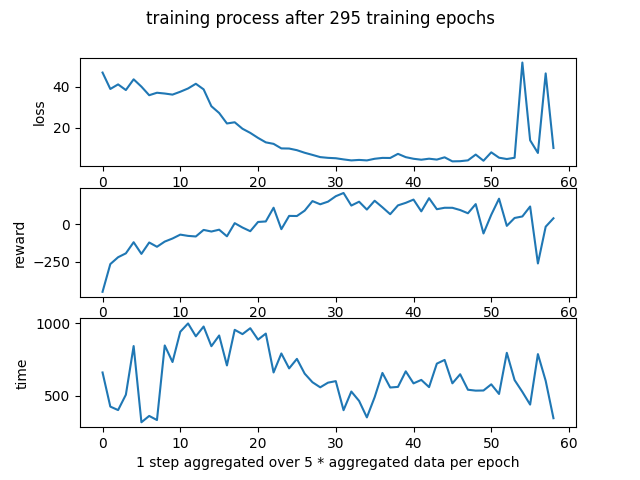 training process after 295 training epochs
loss
40
20
0 10 20 30 40 50 60
reward
0
−250
0 10 20 30 40 50 60
time
1000
500
0 10 20 30 40 50 60
1 step aggregated over 5 * aggregated data per epoch